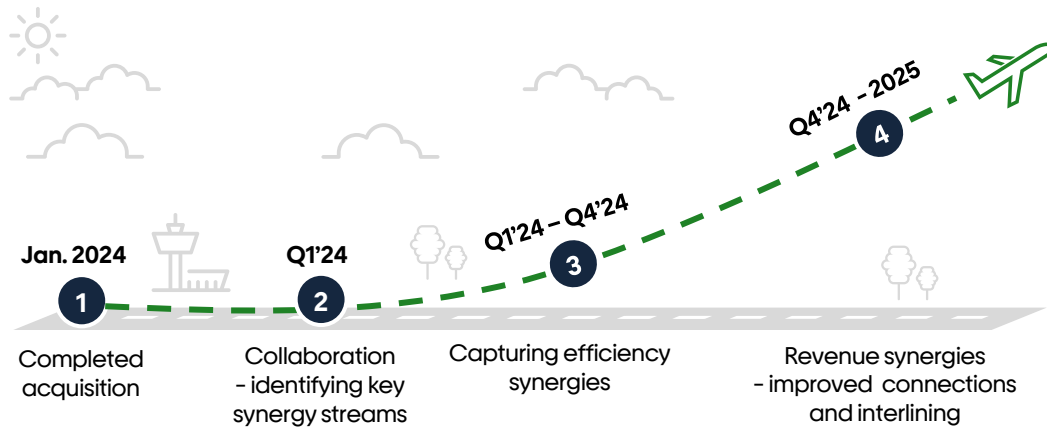 Jan. 2024
1
Completed
acquisition
Q1’24
2
Collaboration
- identifying key
synergy streams
Q1’24 – Q4’24
3
Capturing efficiency
synergies
Q4’24 - 2025
4
Revenue synergies
- improved connections
and interlining